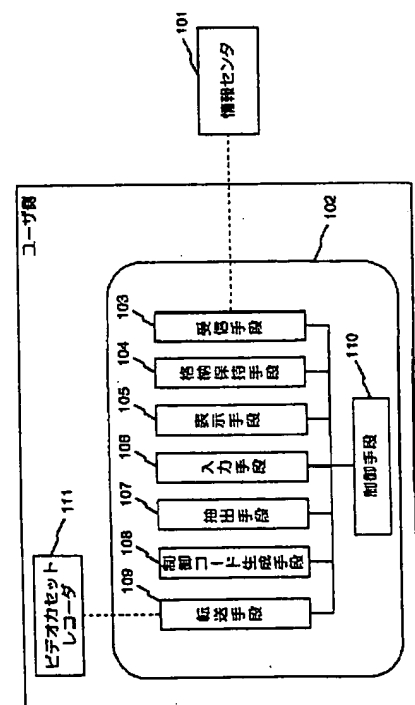 ユーザ側
101
情報センタ
102
103
受信手段
104
格納保持手段
105
表示手段
106
入力手段
107
抽出手段
108
制御コード生成手段
109
転送手段
110
制御手段
111
ビデオカセット
レコーダ